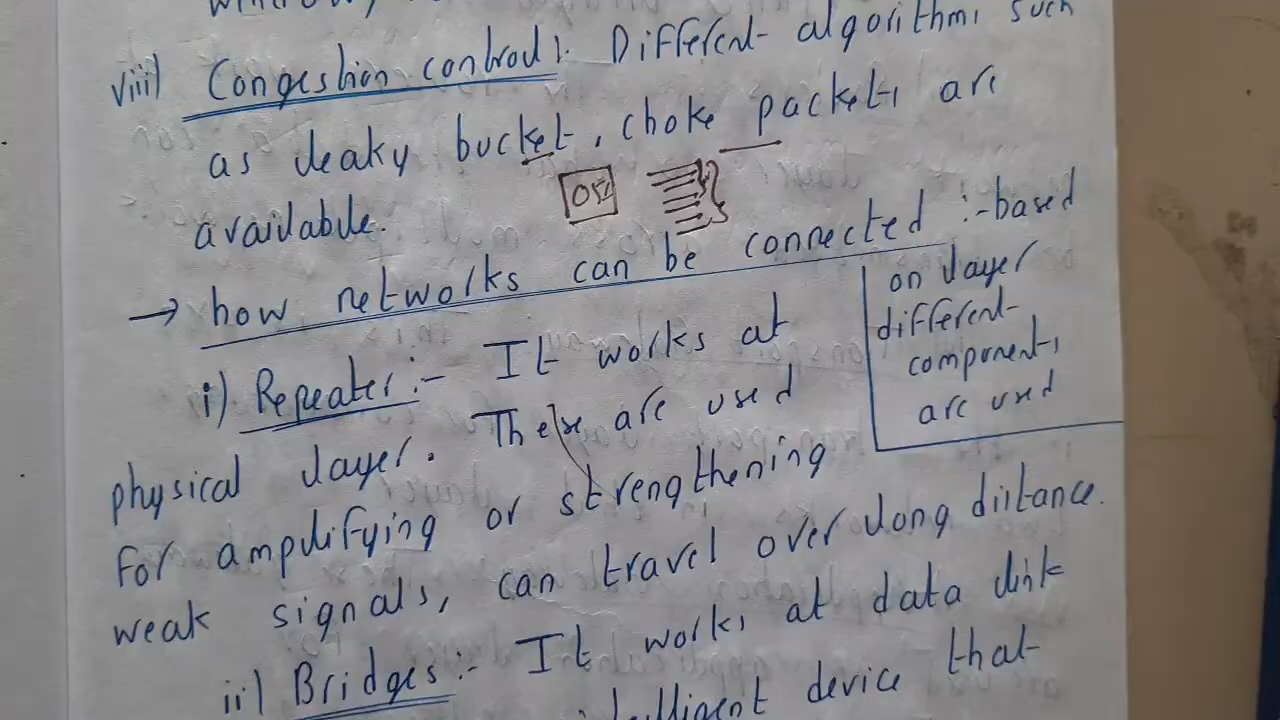 viii) Congestion control:- Different algorithms such
as leaky bucket, choke packets are
available.
OSI
→ how networks can be connected :- based
on layer
different
components
are used
i) Repeater:- It works at
physical layer. These are used
for amplifying or strengthening
weak signals, can travel over long distance.
ii) Bridges:- It works at data link
intelligent device that